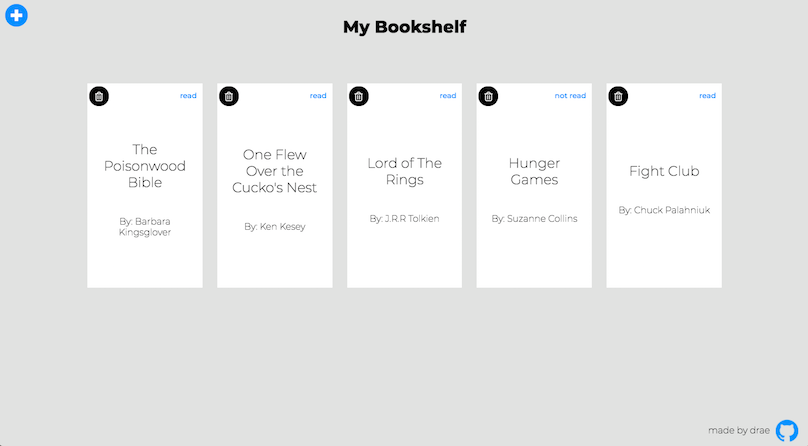 My Bookshelf
read
The
Poisonwood
Bible
By: Barbara
Kingsglover
read
One Flew
Over the
Cucko's Nest
By: Ken Kesey
read
Lord of The
Rings
By: J.R.R Tolkien
not read
Hunger
Games
By: Suzanne Collins
read
Fight Club
By: Chuck Palahniuk
made by drae